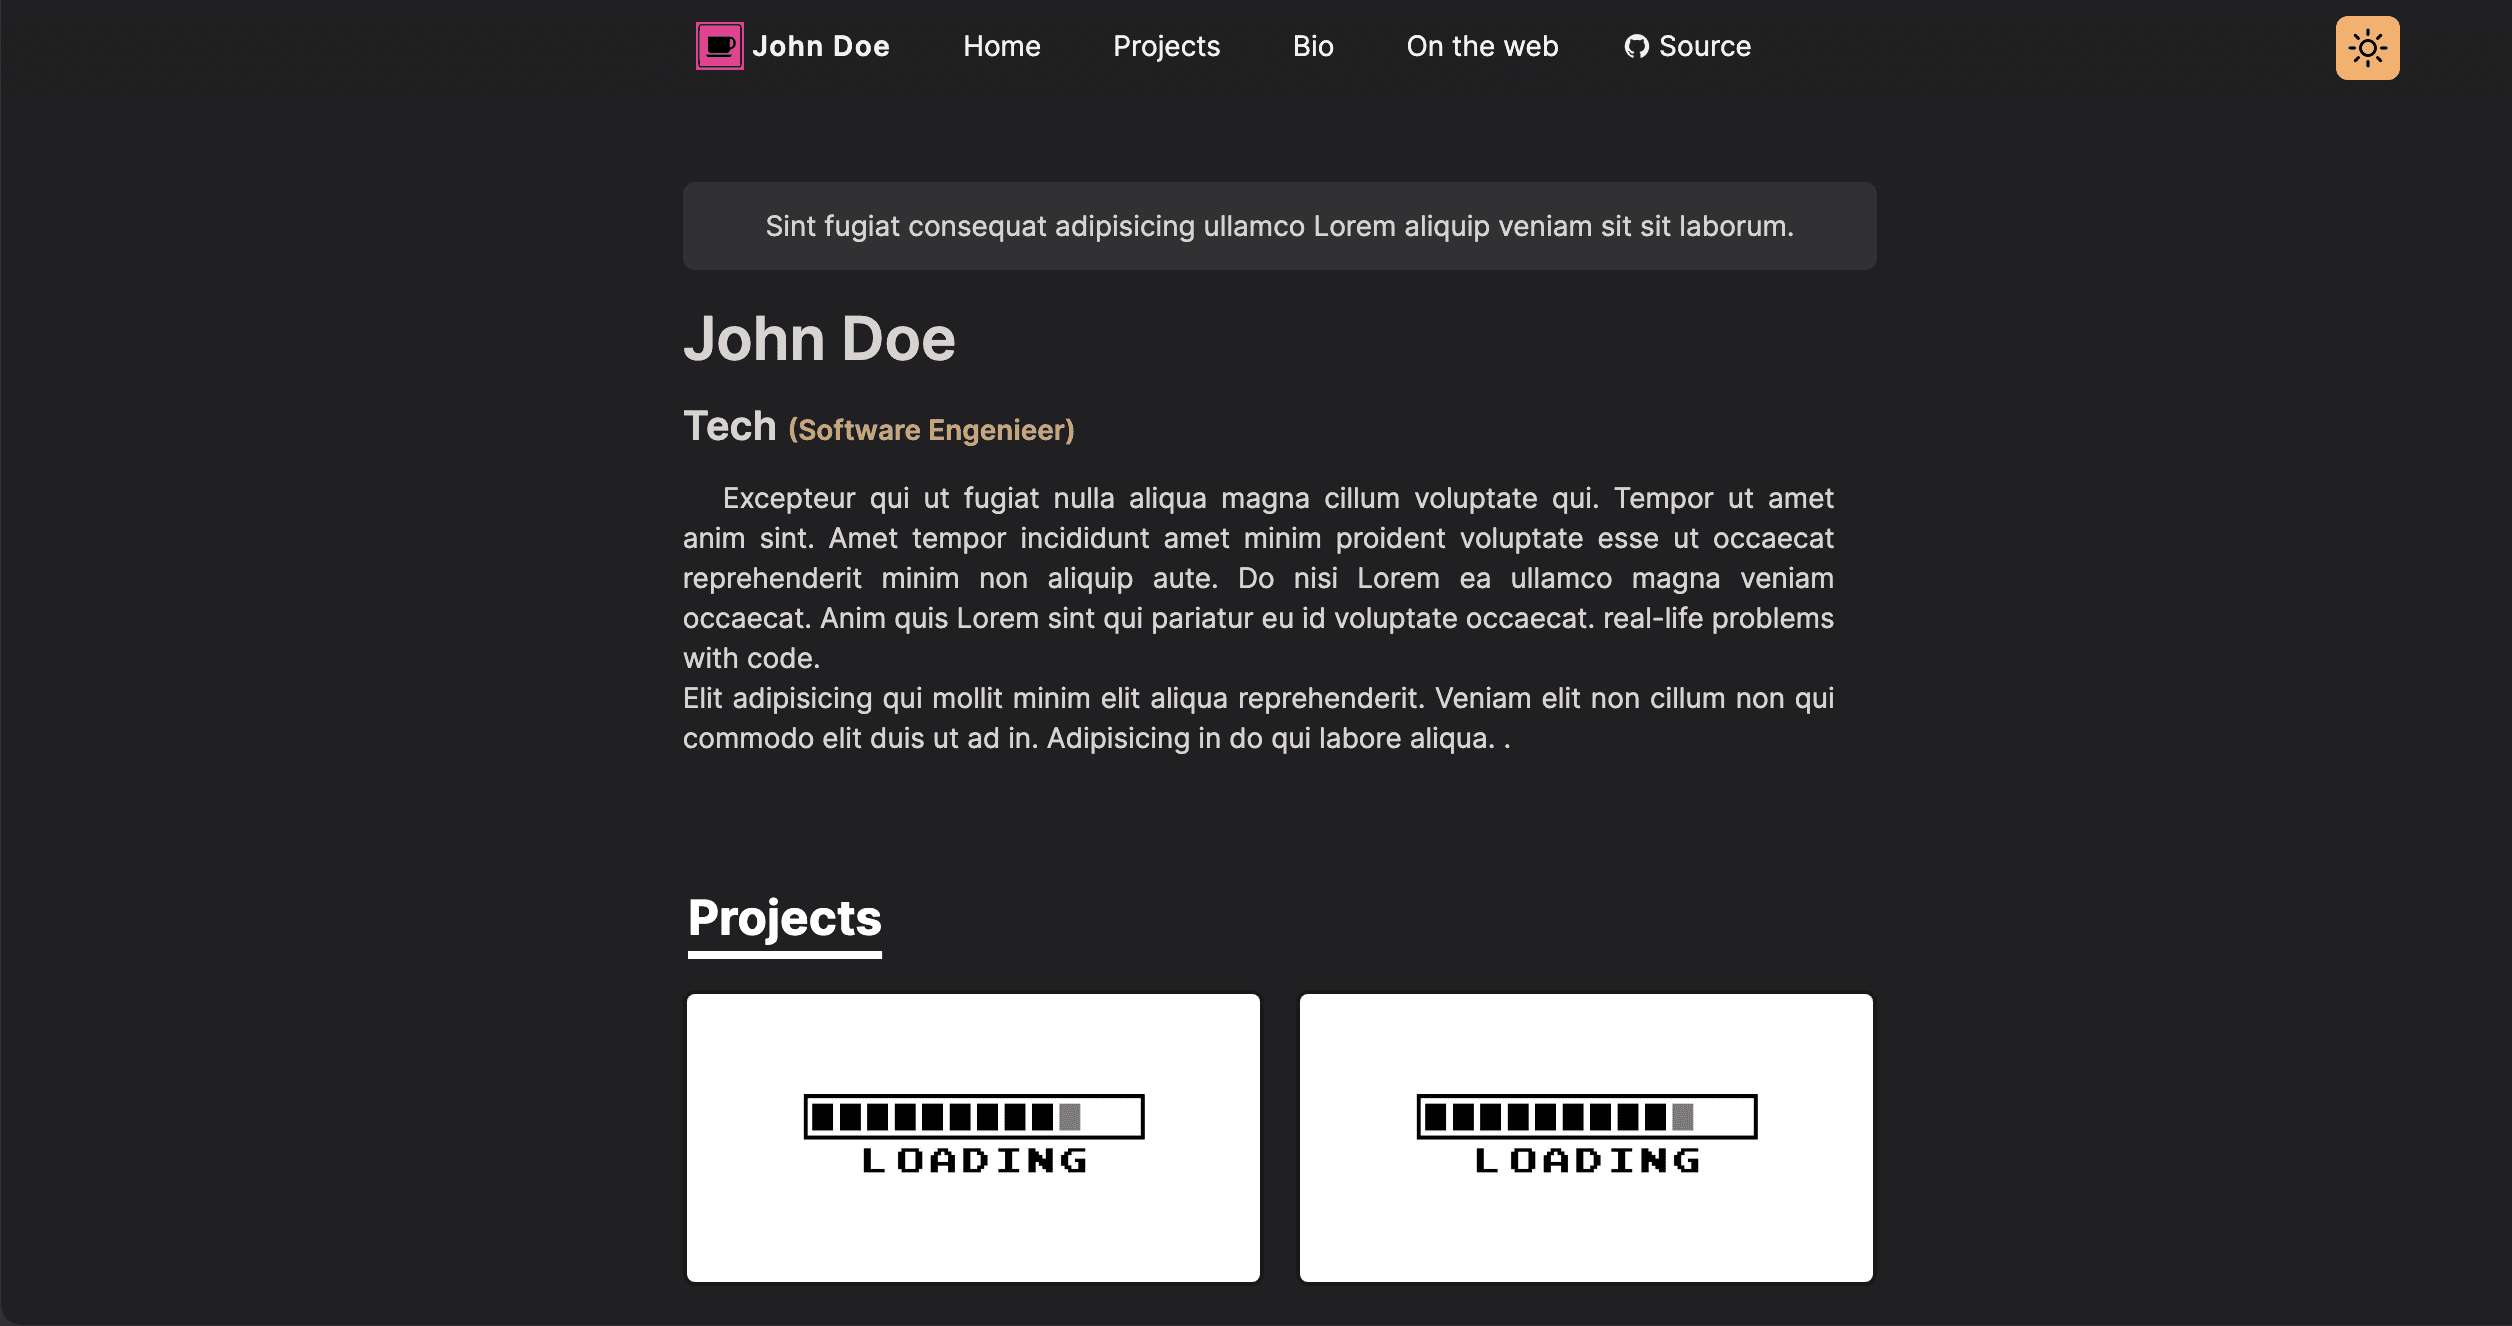 John Doe Home Projects Bio On the web Source
Sint fugiat consequat adipisicing ullamco Lorem aliquip veniam sit sit laborum.
John Doe
Tech (Software Engenieer)
Excepteur qui ut fugiat nulla aliqua magna cillum voluptate qui. Tempor ut amet
anim sint. Amet tempor incididunt amet minim proident voluptate esse ut occaecat
reprehenderit minim non aliquip aute. Do nisi Lorem ea ullamco magna veniam
occaecat. Anim quis Lorem sint qui pariatur eu id voluptate occaecat. real-life problems
with code.
Elit adipisicing qui mollit minim elit aliqua reprehenderit. Veniam elit non cillum non qui
commodo elit duis ut ad in. Adipisicing in do qui labore aliqua. .
Projects
LOADING
LOADING